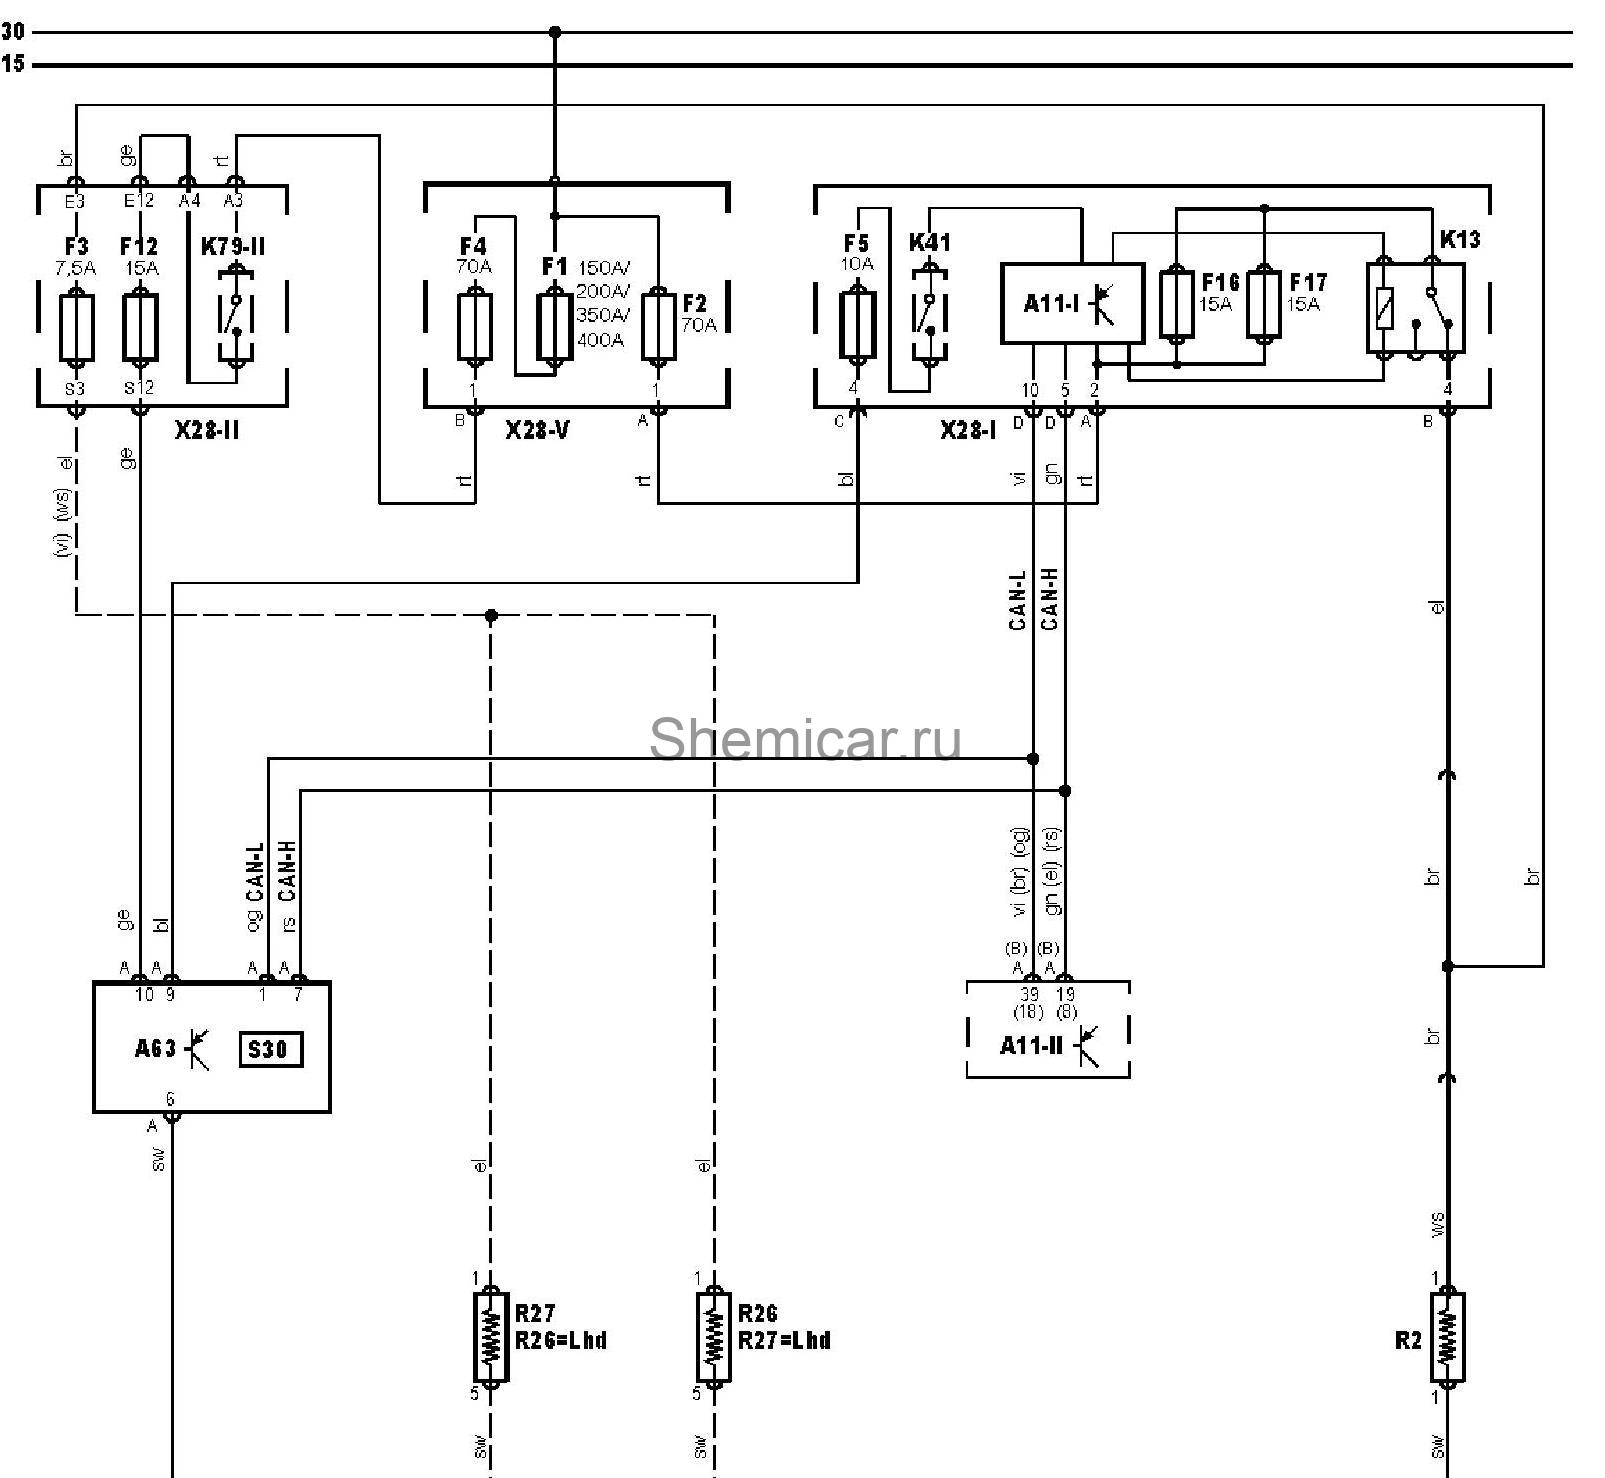 30
15
br
ge
rt
E3
E12
A4
A3
F3
7,5A
F12
15A
K79-II
S3
S12
X28-II
F4
70A
F1
150A/
200A/
350A/
400A
F2
70A
1
1
B
X28-V
A
F5
10A
K41
A11-I
F16
15A
F17
15A
K13
4
10
5
2
4
C
X28-I
D
D
A
B
(vi) (ws) el
ge
rt
rt
bl
vi
gn
rt
CAN-L
CAN-H
el
Shemicar.ru
ge
bl
og CAN-L
rs CAN-H
vi (br) (og)
gn (el) (rs)
br
br
A
A
A
A
10
9
1
7
A63
S30
6
A
sw
(B)
(B)
A
A
39
19
(18)
(8)
A11-II
br
el
el
ws
1
R27
R26=Lhd
5
sw
1
R26
R27=Lhd
5
sw
1
R2
1
sw